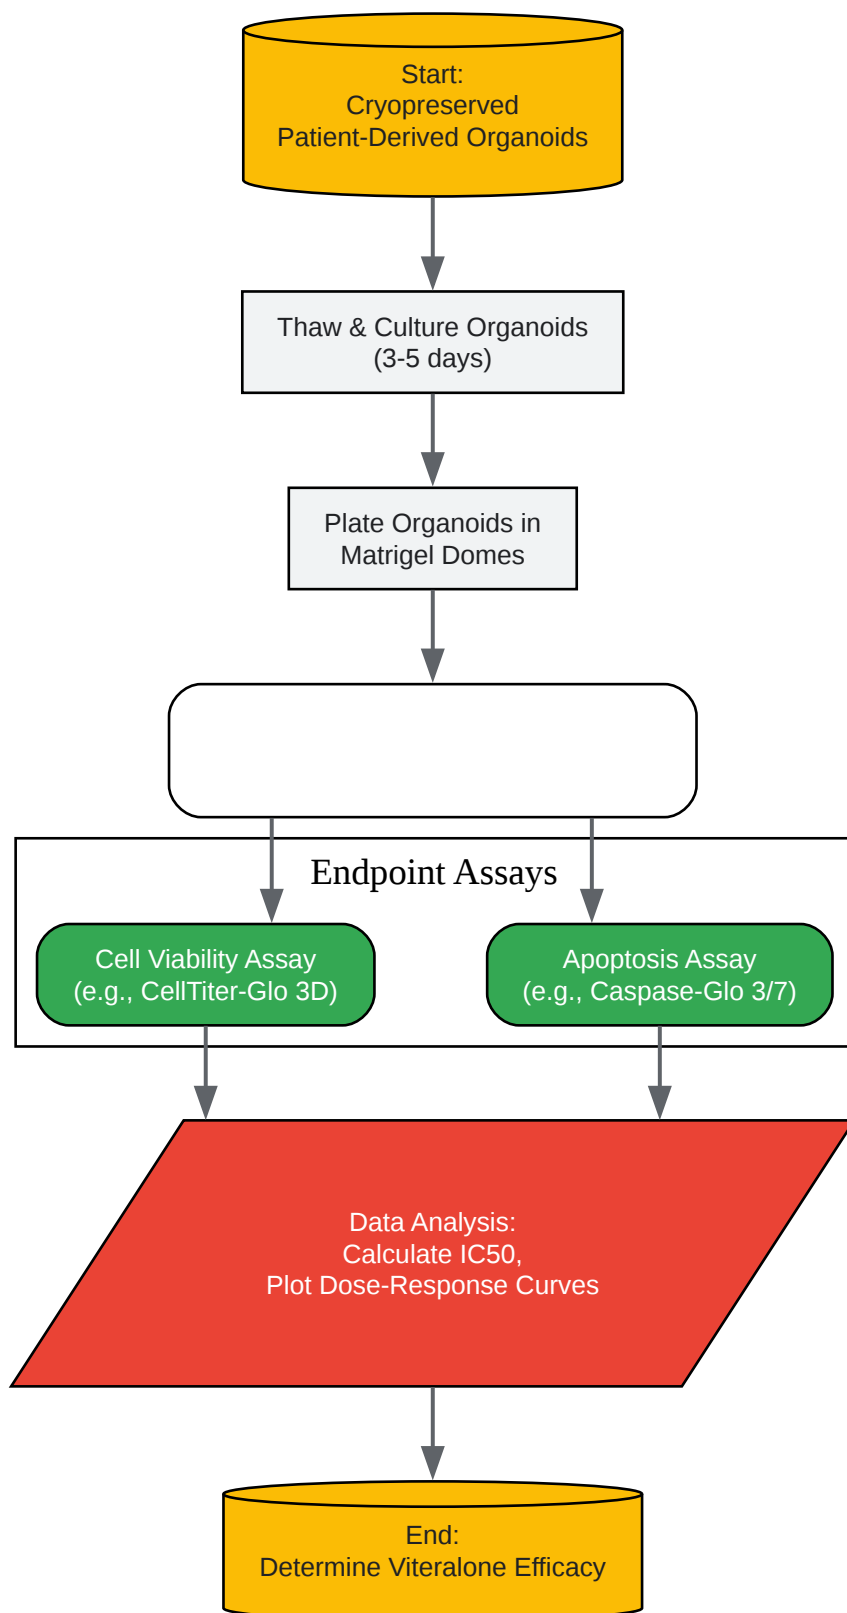 Start:
Cryopreserved
Patient-Derived Organoids
Thaw & Culture Organoids
(3-5 days)
Plate Organoids in
Matrigel Domes
Endpoint Assays
Cell Viability Assay
(e.g., CellTiter-Glo 3D)
Apoptosis Assay
(e.g., Caspase-Glo 3/7)
Data Analysis:
Calculate IC50,
Plot Dose-Response Curves
End:
Determine Viteralone Efficacy